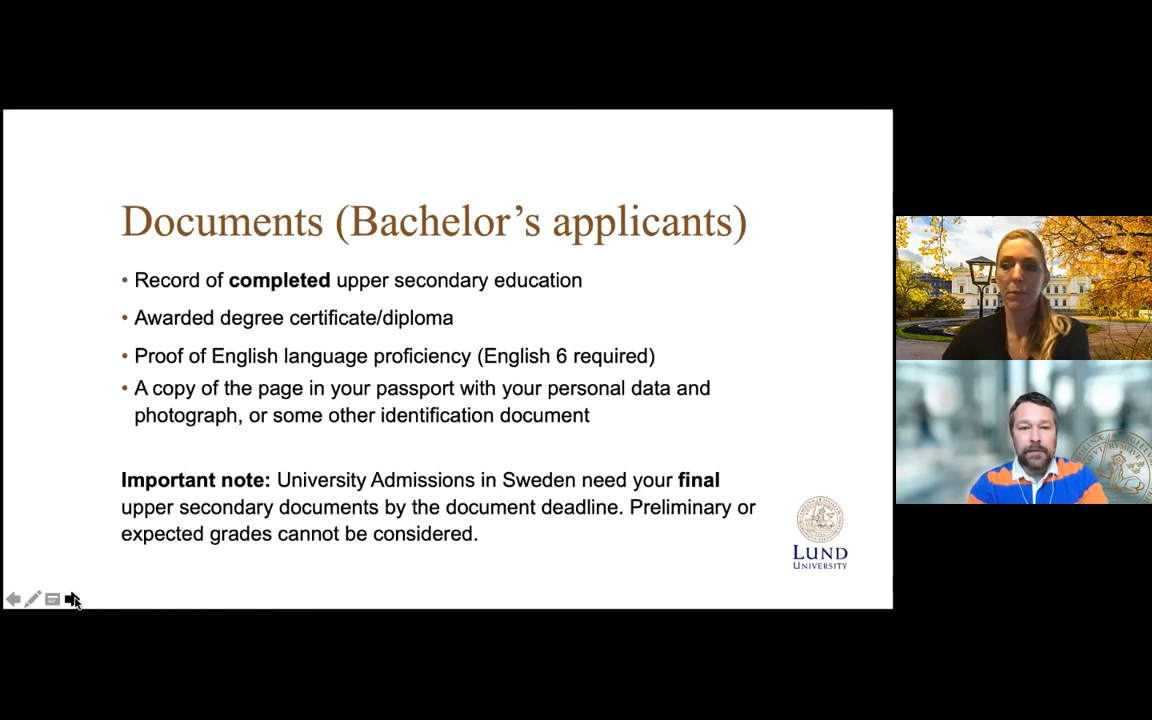 Documents (Bachelor’s applicants)
• Record of completed upper secondary education
• Awarded degree certificate/diploma
• Proof of English language proficiency (English 6 required)
• A copy of the page in your passport with your personal data and
photograph, or some other identification document
Important note: University Admissions in Sweden need your final
upper secondary documents by the document deadline. Preliminary or
expected grades cannot be considered.
LUND
UNIVERSITY